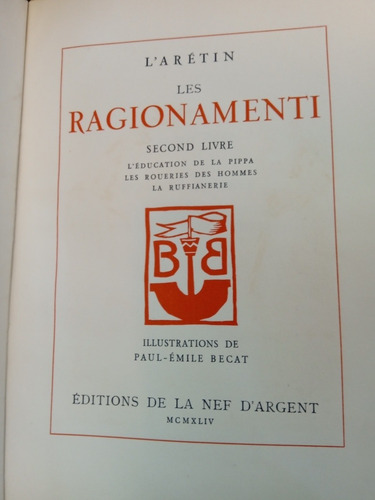 L'ARÉTIN
LES
RAGIONAMENTI
SECOND LIVRE
L'ÉDUCATION DE LA PIPPA
LES ROUERIES DES HOMMES
LA RUFFIANERIE
B B
ILLUSTRATIONS DE
PAUL-ÉMILE BECAT
ÉDITIONS DE LA NEF D'ARGENT
MCMXLIV